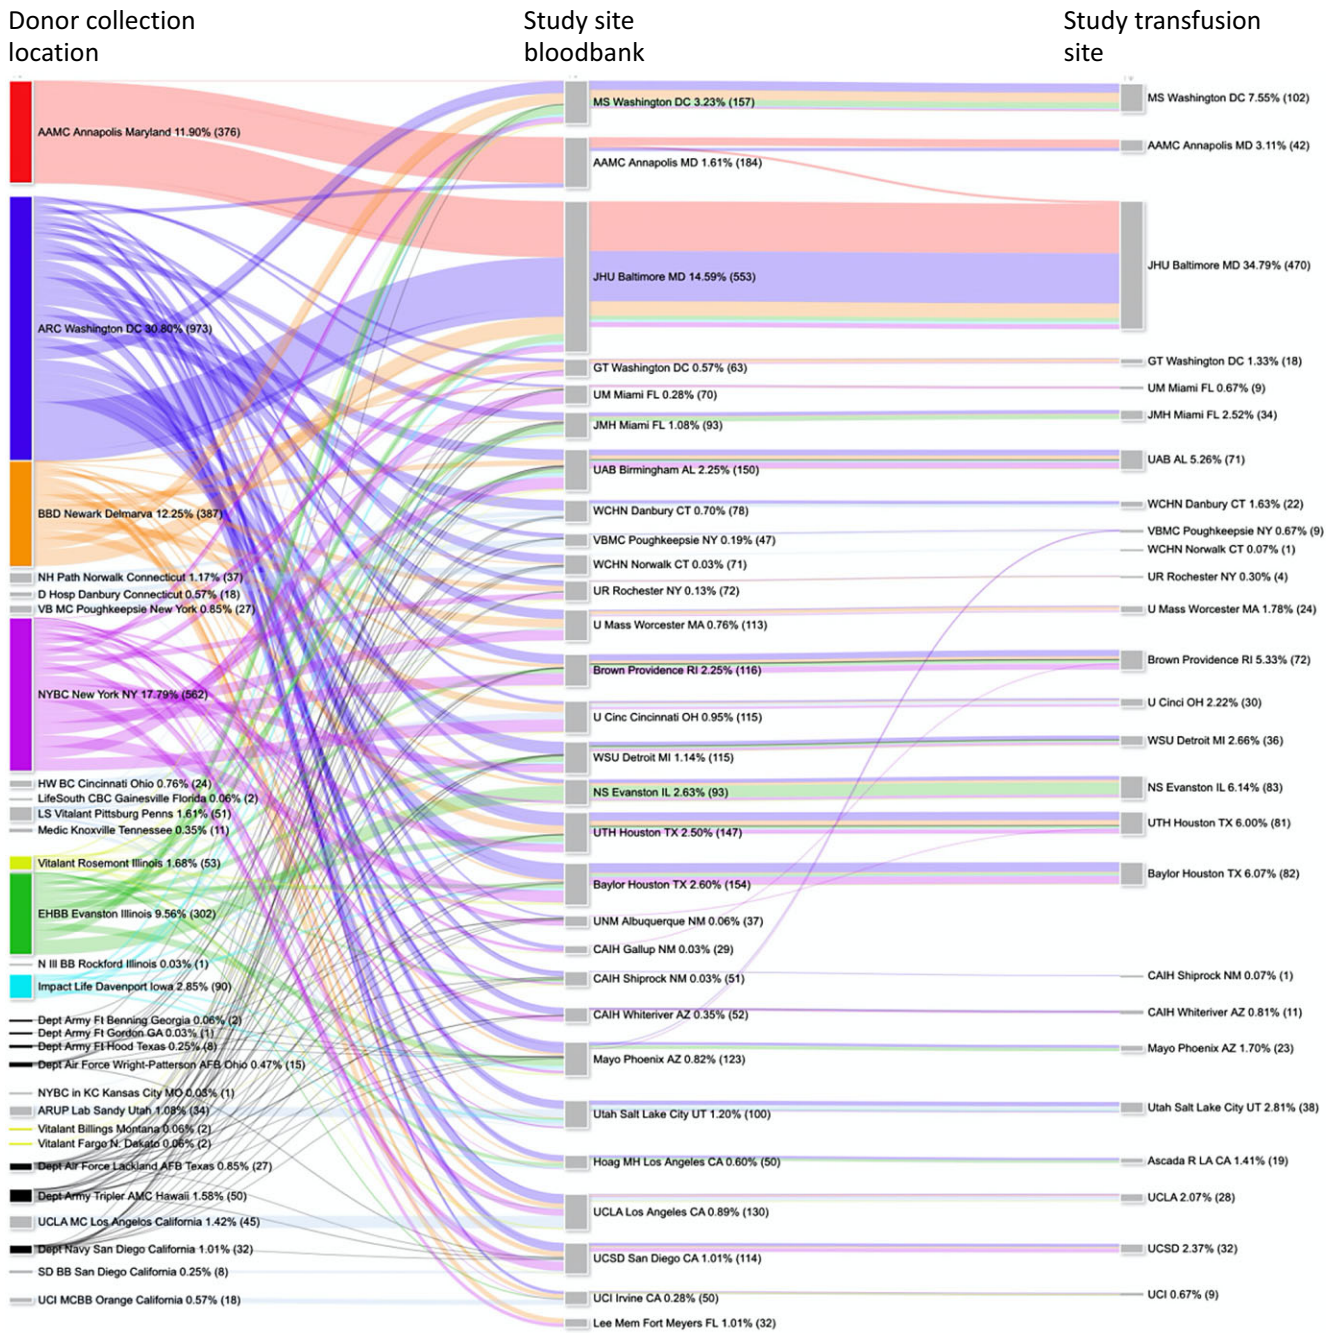 Donor collection
location
Study site
bloodbank
Study transfusion
site
AAMC Annapolis Maryland 11.90% (376)
ARC Washington DC 30.80% (973)
BBD Newark Delmarva 12.25% (387)
NH Path Norwalk Connecticut 1.17% (37)
D Hosp Danbury Connecticut 0.57% (18)
VB MC Poughkeepsie New York 0.85% (27)
NYBC New York NY 17.79% (562)
HW BC Cincinnati Ohio 0.76% (24)
LifeSouth CBC Gainesville Florida 0.06% (2)
LS Vitalant Pittsburg Penns 1.61% (51)
Medic Knoxville Tennessee 0.35% (11)
Vitalant Rosemont Illinois 1.68% (53)
EHBB Evanston Illinois 9.56% (302)
N Ill BB Rockford Illinois 0.03% (1)
Impact Life Davenport Iowa 2.85% (90)
Dept Army Ft Benning Georgia 0.06% (2)
Dept Army Ft Gordon GA 0.03% (1)
Dept Army Ft Hood Texas 0.25% (8)
Dept Air Force Wright-Patterson AFB Ohio 0.47% (15)
NYBC in KC Kansas City MO 0.03% (1)
ARUP Lab Sandy Utah 1.08% (34)
Vitalant Billings Montana 0.06% (2)
Vitalant Fargo N. Dakato 0.06% (2)
Dept Air Force Lackland AFB Texas 0.85% (27)
Dept Army Tripler AMC Hawaii 1.58% (50)
UCLA MC Los Angelos California 1.42% (45)
Dept Navy San Diego California 1.01% (32)
SD BB San Diego California 0.25% (8)
UCI MCBB Orange California 0.57% (18)
MS Washington DC 3.23% (157)
AAMC Annapolis MD 1.61% (184)
JHU Baltimore MD 14.59% (553)
GT Washington DC 0.57% (63)
UM Miami FL 0.28% (70)
JMH Miami FL 1.08% (93)
UAB Birmingham AL 2.25% (150)
WCHN Danbury CT 0.70% (78)
VBMC Poughkeepsie NY 0.19% (47)
WCHN Norwalk CT 0.03% (71)
UR Rochester NY 0.13% (72)
U Mass Worcester MA 0.76% (113)
Brown Providence RI 2.25% (116)
U Cinc Cincinnati OH 0.95% (115)
WSU Detroit MI 1.14% (115)
NS Evanston IL 2.63% (93)
UTH Houston TX 2.50% (147)
Baylor Houston TX 2.60% (154)
UNM Albuquerque NM 0.06% (37)
CAIH Gallup NM 0.03% (29)
CAIH Shiprock NM 0.03% (51)
CAIH Whiteriver AZ 0.35% (52)
Mayo Phoenix AZ 0.82% (123)
Utah Salt Lake City UT 1.20% (100)
Hoag MH Los Angeles CA 0.60% (50)
UCLA Los Angeles CA 0.89% (130)
UCSD San Diego CA 1.01% (114)
UCI Irvine CA 0.28% (50)
Lee Mem Fort Meyers FL 1.01% (32)
MS Washington DC 7.55% (102)
AAMC Annapolis MD 3.11% (42)
JHU Baltimore MD 34.79% (470)
GT Washington DC 1.33% (18)
UM Miami FL 0.67% (9)
JMH Miami FL 2.52% (34)
UAB AL 5.26% (71)
WCHN Danbury CT 1.63% (22)
VBMC Poughkeepsie NY 0.67% (9)
WCHN Norwalk CT 0.07% (1)
UR Rochester NY 0.30% (4)
U Mass Worcester MA 1.78% (24)
Brown Providence RI 5.33% (72)
U Cinci OH 2.22% (30)
WSU Detroit MI 2.66% (36)
NS Evanston IL 6.14% (83)
UTH Houston TX 6.00% (81)
Baylor Houston TX 6.07% (82)
CAIH Shiprock NM 0.07% (1)
CAIH Whiteriver AZ 0.81% (11)
Mayo Phoenix AZ 1.70% (23)
Utah Salt Lake City UT 2.81% (38)
Ascada R LA CA 1.41% (19)
UCLA 2.07% (28)
UCSD 2.37% (32)
UCI 0.67% (9)